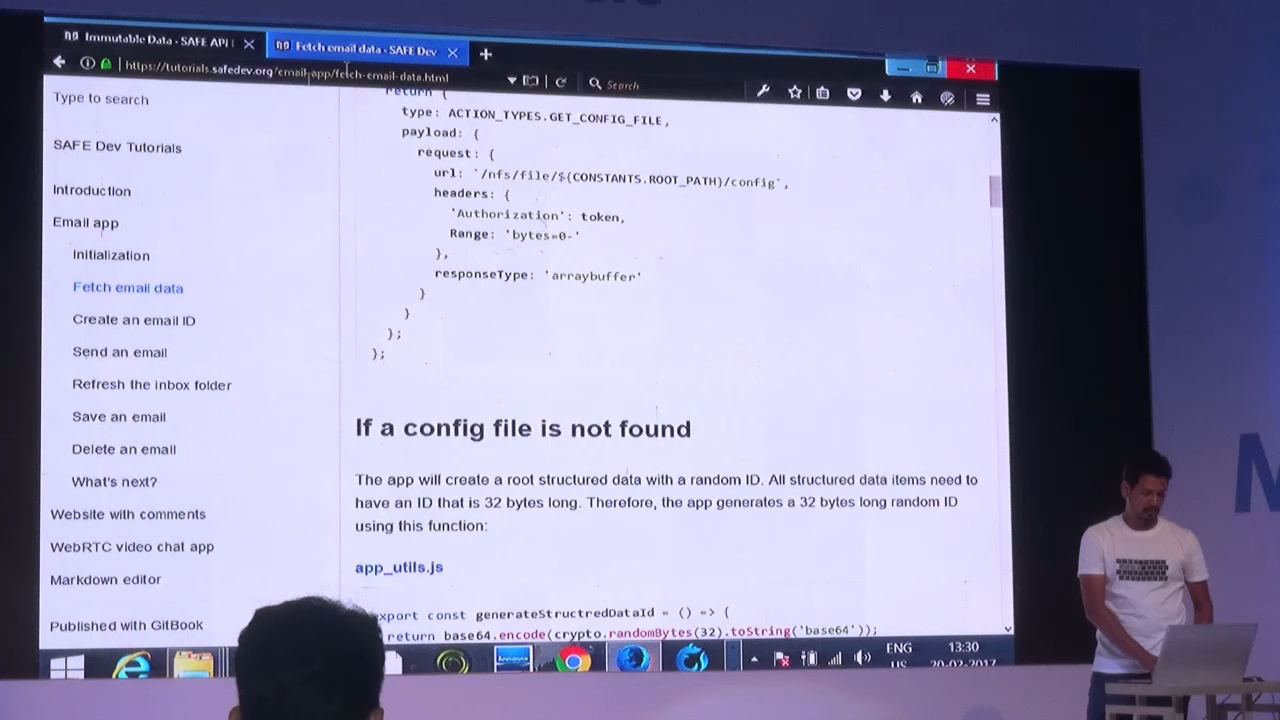 Immutable Data - SAFE API
Fetch email data - SAFE Dev
https://tutorials.safedev.org/email-app/fetch-email-data.html
Search
Type to search
SAFE Dev Tutorials
Introduction
Email app
Initialization
Fetch email data
Create an email ID
Send an email
Refresh the inbox folder
Save an email
Delete an email
What's next?
Website with comments
WebRTC video chat app
Markdown editor
Published with GitBook
return {
type: ACTION_TYPES.GET_CONFIG_FILE,
payload: {
request: {
url: `/nfs/file/${CONSTANTS.ROOT_PATH}/config`,
headers: {
'Authorization': token,
Range: 'bytes=0-'
},
responseType: 'arraybuffer'
}
}
};
};
If a config file is not found
The app will create a root structured data with a random ID. All structured data items need to
have an ID that is 32 bytes long. Therefore, the app generates a 32 bytes long random ID
using this function:
app_utils.js
xport const generateStructredDataId = () => {
return base64.encode(crypto.randomBytes(32).toString('base64'));
ENG
US
13:30
20-02-2017
M